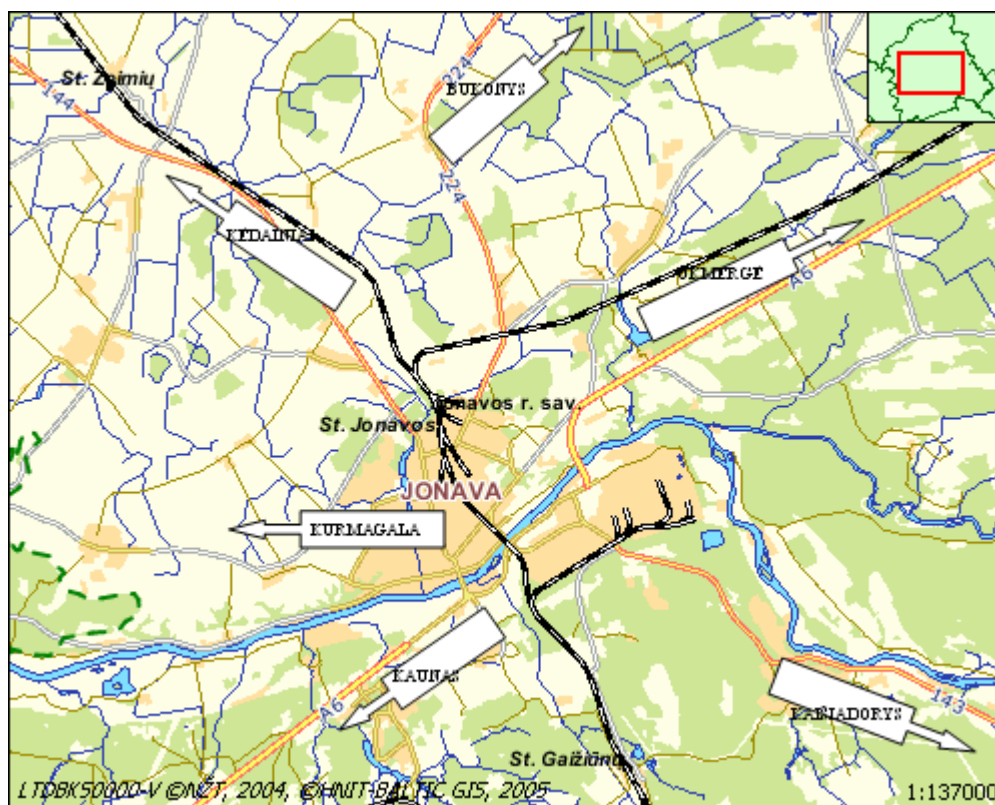 St. Žeimių
144
224
BUKONYS
224
KĖDAINIAI
UKMERGĖ
A6
Jonavos r. sav.
St. Jonavos
JONAVA
KURMAGALA
KAUNAS
A6
KAIŠIADORYS
143
St. Gaižiūnų
LTDBK50000-V ©NŽT, 2004, ©HNIT-BALTIC GIS, 2005
1:137000